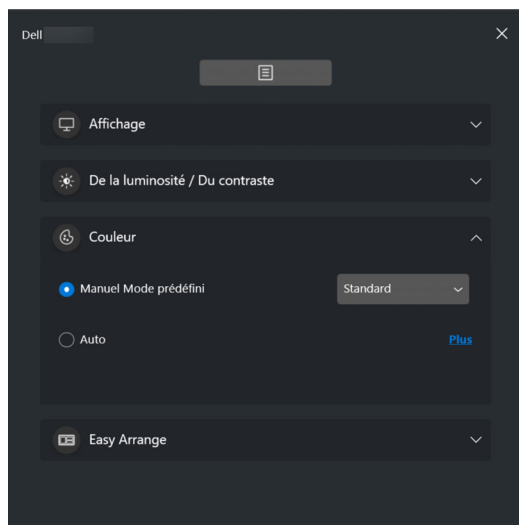 Dell
Affichage
De la luminosité / Du contraste
Couleur
Manuel Mode prédéfini
Standard
Auto
Plus
Easy Arrange